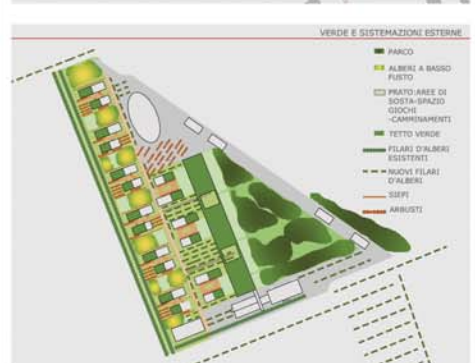 VERDE E SISTEMAZIONI ESTERNE
PARCO
ALBERI A BASSO
FUSTO
PRATO:AREE DI
SOSTA-SPAZIO
GIOCHI
-CAMMINAMENTI
TETTO VERDE
FILARI D'ALBERI
ESISTENTI
NUOVI FILARI
D'ALBERI
SIEPI
ARBUSTI